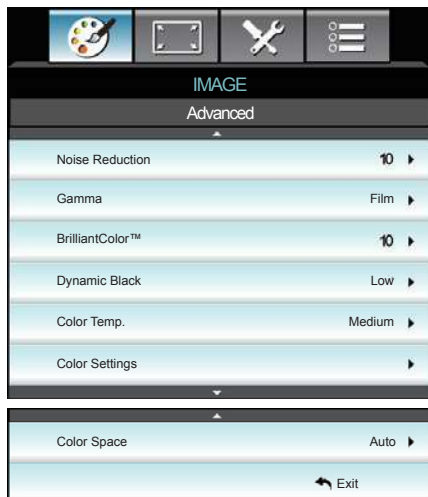 IMAGE
Advanced
Noise Reduction 10
Gamma Film
BrilliantColor™ 10
Dynamic Black Low
Color Temp. Medium
Color Settings
Color Space Auto
Exit